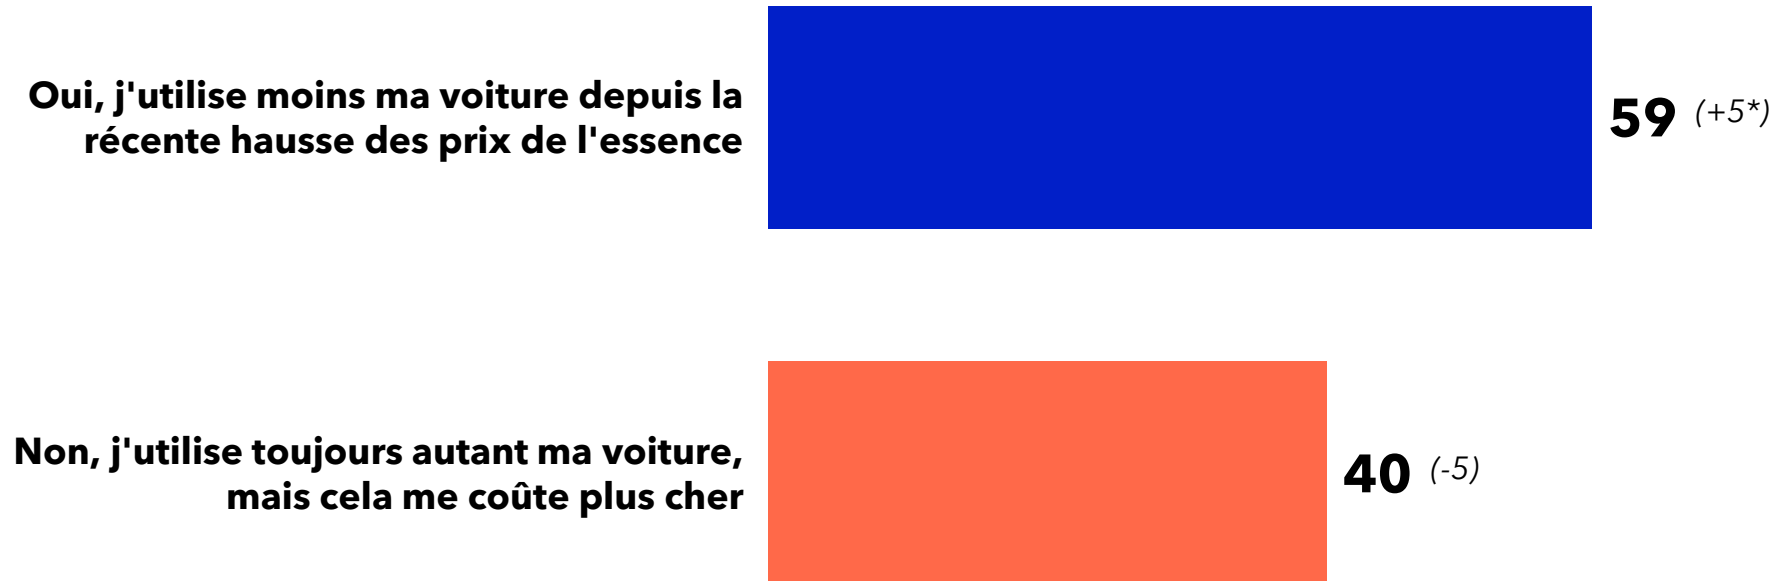 Oui, j'utilise moins ma voiture depuis la
récente hausse des prix de l'essence
59 (+5*)
Non, j'utilise toujours autant ma voiture,
mais cela me coûte plus cher
40 (-5)